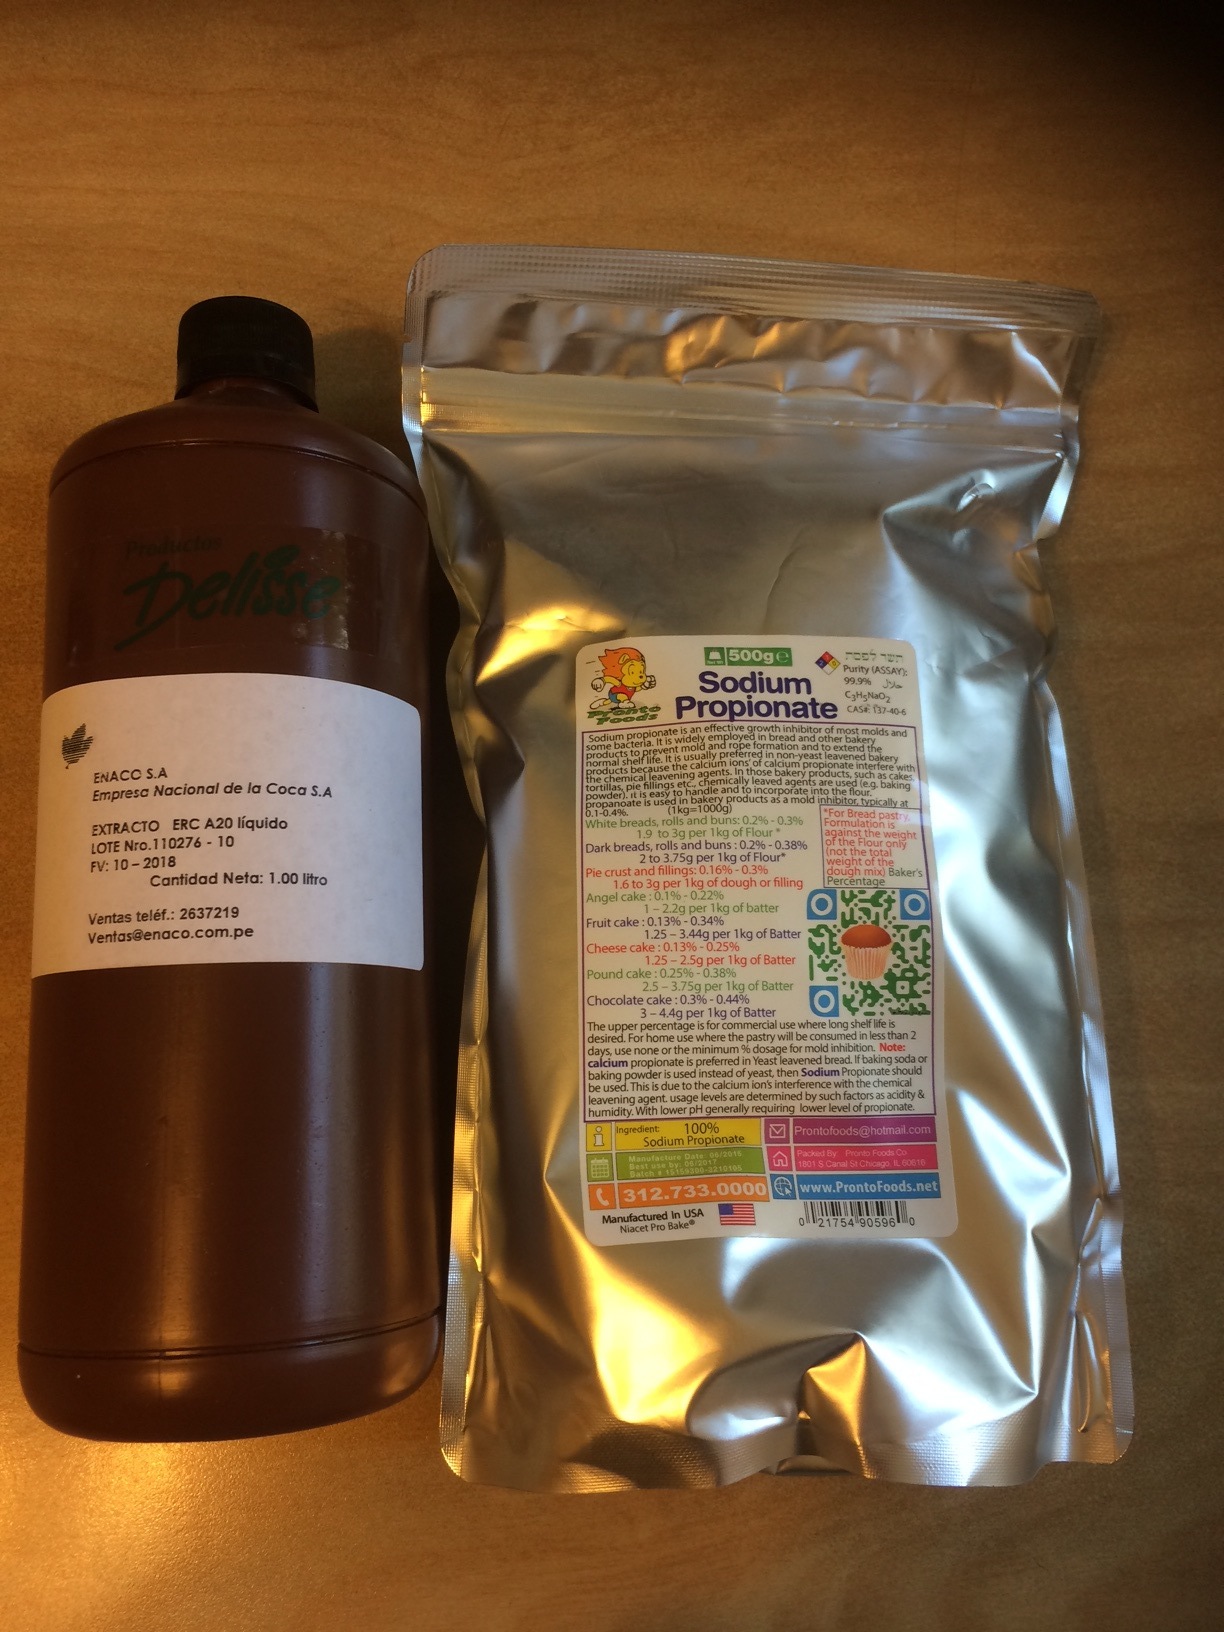 Productos
Delisse
ENACO S.A
Empresa Nacional de la Coca S.A
EXTRACTO ERC A20 líquido
LOTE Nro.110276 - 10
FV: 10 – 2018
Cantidad Neta: 1.00 litro
Ventas teléf.: 2637219
Ventas@enaco.com.pe
Pronto
Foods
500g e
Sodium
Propionate
Purity (ASSAY):
99.9%
C3H5NaO2
CAS#: 137-40-6
Sodium propionate is an effective growth inhibitor of most molds and
some bacteria. It is widely employed in bread and other bakery
products to prevent mold and rope formation and to extend the
normal shelf life. It is usually preferred in non-yeast leavened bakery
products because the calcium ions' of calcium propionate interfere with
the chemical leavening agents. In those bakery products, such as cakes,
tortillas, pie fillings etc., chemically leaved agents are used (e.g. baking
powder). it is easy to handle and to incorporate into the flour.
propanoate is used in bakery products as a mold inhibitor, typically at
0.1-0.4%. (1kg=1000g)
White breads, rolls and buns: 0.2% - 0.3%
1.9 to 3g per 1kg of Flour *
Dark breads, rolls and buns : 0.2% - 0.38%
2 to 3.75g per 1kg of Flour*
Pie crust and fillings: 0.16% - 0.3%
1.6 to 3g per 1kg of dough or filling
Angel cake : 0.1% - 0.22%
1 – 2.2g per 1kg of batter
Fruit cake : 0.13% - 0.34%
1.25 – 3.44g per 1kg of Batter
Cheese cake : 0.13% - 0.25%
1.25 – 2.5g per 1kg of Batter
Pound cake : 0.25% - 0.38%
2.5 – 3.75g per 1kg of Batter
Chocolate cake : 0.3% - 0.44%
3 – 4.4g per 1kg of Batter
*For Bread pastry,
Formulation is
against the weight
of the Flour only
(not the total
weight of the
dough mix) Baker's
Percentage
The upper percentage is for commercial use where long shelf life is
desired. For home use where the pastry will be consumed in less than 2
days, use none or the minimum % dosage for mold inhibition. Note:
calcium propionate is preferred in Yeast leavened bread. If baking soda or
baking powder is used instead of yeast, then Sodium Propionate should
be used. This is due to the calcium ion's interference with the chemical
leavening agent. usage levels are determined by such factors as acidity &
humidity. With lower pH generally requiring lower level of propionate.
Ingredient: 100%
Sodium Propionate
Prontofoods@hotmail.com
Manufacture Date: 06/2016
Best use by: 06/2017
Batch #
Packed By: Pronto Foods Co
1801 S Canal St Chicago, IL 60616
312.733.0000
www.ProntoFoods.net
Manufactured In USA
Niacet Pro Bake®
0 21754 90596 0